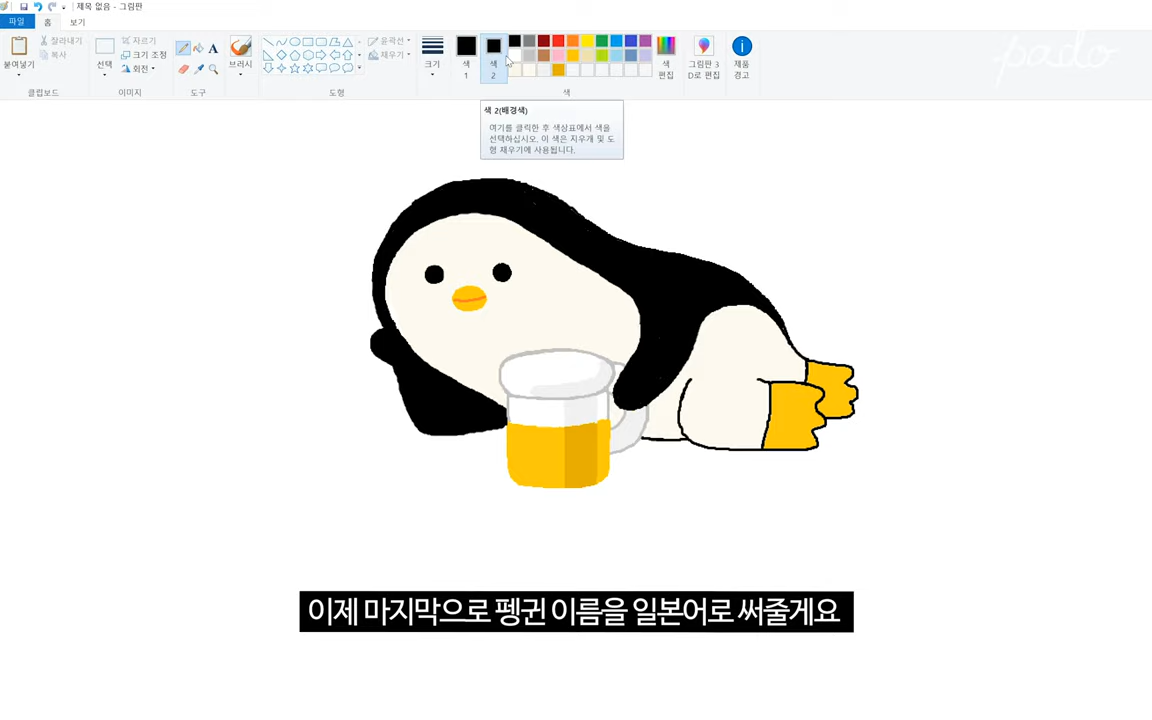 제목 없음 - 그림판
파일 홈 보기
붙여넣기 잘라내기 복사 클립보드
선택 자르기 크기 조정 회전 이미지
A 도구
브러시
윤곽선 채우기 도형
크기
색 1
색 2
색
색 편집
그림판 3D로 편집
제품 경고
pado
색 2(배경색)
여기를 클릭한 후 색상표에서 색을
선택하십시오. 이 색은 지우개 및 도
형 채우기에 사용됩니다.
이제 마지막으로 펭귄 이름을 일본어로 써줄게요